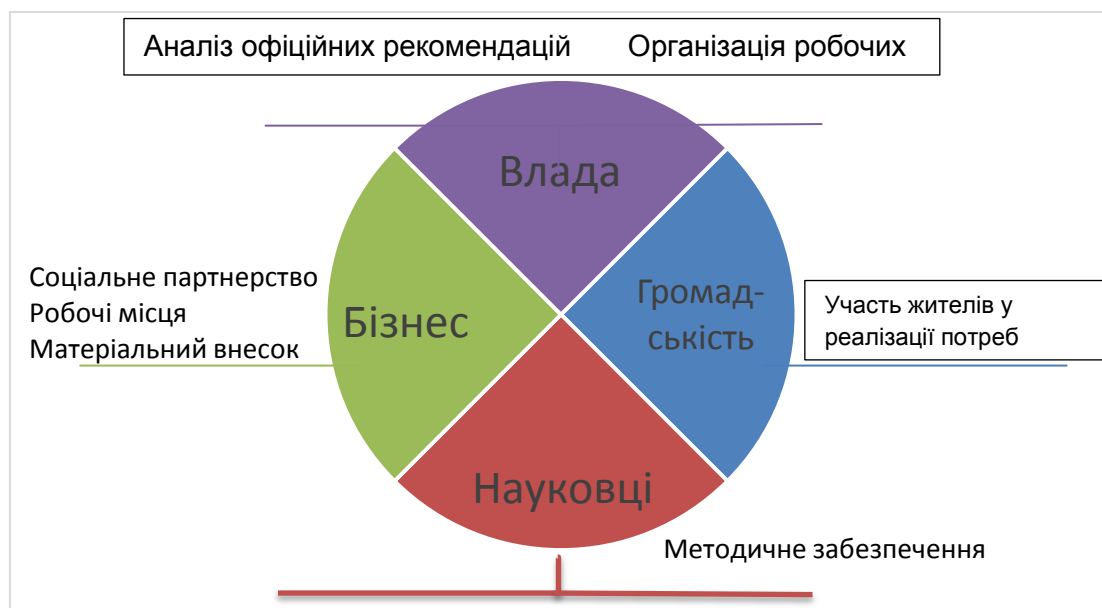 Аналіз офіційних рекомендацій Організація робочих
Влада
Соціальне партнерство
Робочі місця
Матеріальний внесок
Бізнес
Громад-
ськість
Участь жителів у
реалізації потреб
Науковці
Методичне забезпечення